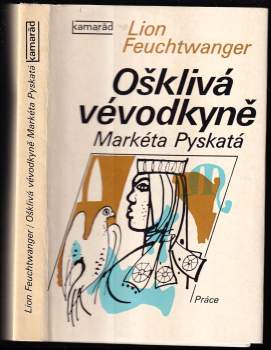 kamarád
Lion Feuchtwanger / Ošklivá vévodkyně Markéta Pyskatá
kamarád
Lion
Feuchtwanger
Ošklivá
vévodkyně
Markéta Pyskatá
Práce